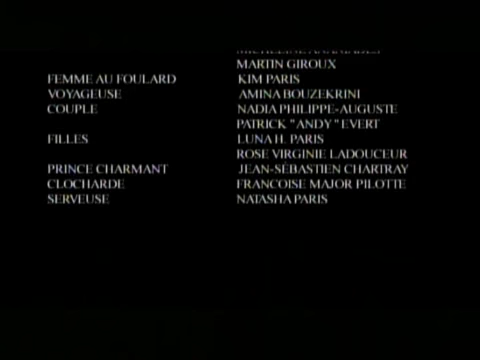 MARTIN GIROUX
FEMME AU FOULARD KIM PARIS
VOYAGEUSE AMINA BOUZEKRINI
COUPLE NADIA PHILIPPE-AUGUSTE
PATRICK "ANDY" EVERT
FILLES LUNA H. PARIS
ROSE VIRGINIE LADOUCEUR
PRINCE CHARMANT JEAN-SÉBASTIEN CHARTRAY
CLOCHARDE FRANCOISE MAJOR PILOTTE
SERVEUSE NATASHA PARIS